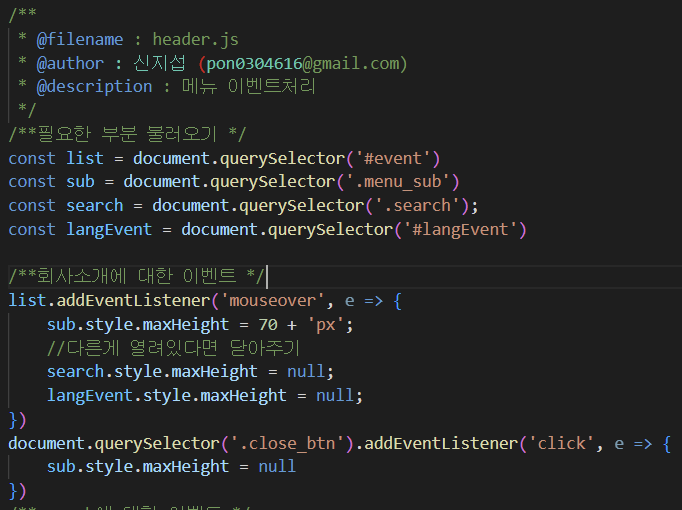 /**
 * @filename : header.js
 * @author : 신지섭 (pon0304616@gmail.com)
 * @description : 메뉴 이벤트처리
 */
/**필요한 부분 불러오기 */
const list = document.querySelector('#event')
const sub = document.querySelector('.menu_sub')
const search = document.querySelector('.search');
const langEvent = document.querySelector('#langEvent')
/**회사소개에 대한 이벤트 */
list.addEventListener('mouseover', e => {
    sub.style.maxHeight = 70 + 'px';
    //다른게 열려있다면 닫아주기
    search.style.maxHeight = null;
    langEvent.style.maxHeight = null;
})
document.querySelector('.close_btn').addEventListener('click', e => {
    sub.style.maxHeight = null
})